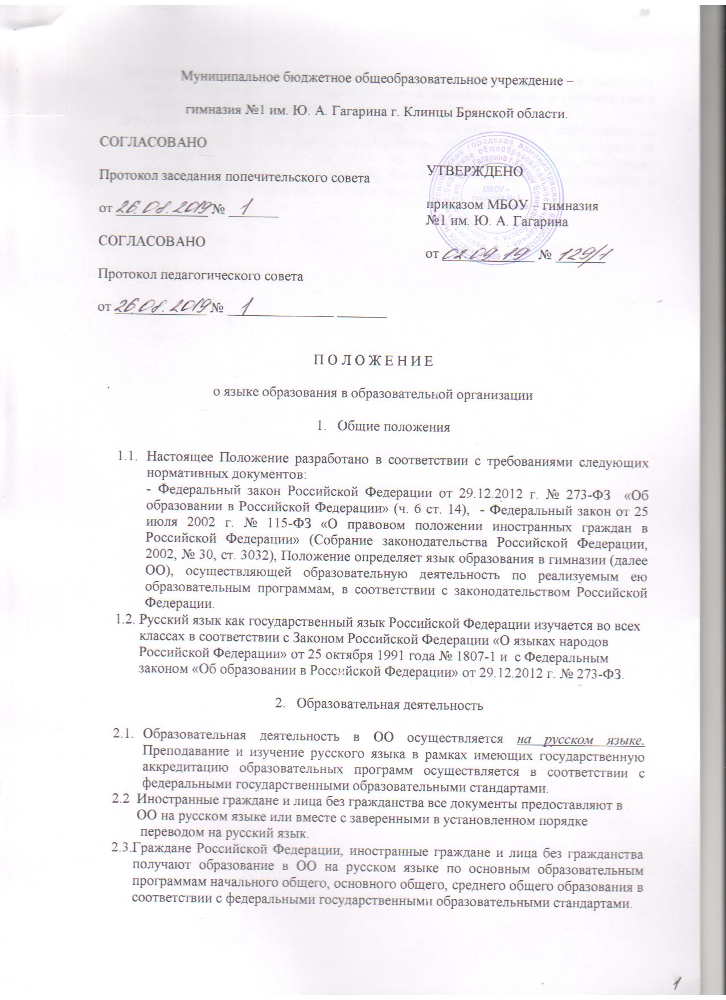 Муниципальное бюджетное общеобразовательное учреждение –
гимназия №1 им. Ю. А. Гагарина г. Клинцы Брянской области.
СОГЛАСОВАНО
Протокол заседания попечительского совета
от 26.08.2019 № 1
СОГЛАСОВАНО
Протокол педагогического совета
от 26.08.2019 № 1
УТВЕРЖДЕНО
приказом МБОУ – гимназия
№1 им. Ю. А. Гагарина
от 02.09.19 № 129/1
Клинцовская городская администрация
общеобразовательное учреждение
Гагарина г.Клинцы Брянской области
МБОУ –
гимназия № 1
П О Л О Ж Е Н И Е
о языке образования в образовательной организации
1. Общие положения
1.1. Настоящее Положение разработано в соответствии с требованиями следующих
нормативных документов:
- Федеральный закон Российской Федерации от 29.12.2012 г. № 273-ФЗ «Об
образовании в Российской Федерации» (ч. 6 ст. 14), - Федеральный закон от 25
июля 2002 г. № 115-ФЗ «О правовом положении иностранных граждан в
Российской Федерации» (Собрание законодательства Российской Федерации,
2002, № 30, ст. 3032), Положение определяет язык образования в гимназии (далее
ОО), осуществляющей образовательную деятельность по реализуемым ею
образовательным программам, в соответствии с законодательством Российской
Федерации.
1.2. Русский язык как государственный язык Российской Федерации изучается во всех
классах в соответствии с Законом Российской Федерации «О языках народов
Российской Федерации» от 25 октября 1991 года № 1807-1 и с Федеральным
законом «Об образовании в Российской Федерации» от 29.12.2012 г. № 273-ФЗ.
2. Образовательная деятельность
2.1. Образовательная деятельность в ОО осуществляется на русском языке.
Преподавание и изучение русского языка в рамках имеющих государственную
аккредитацию образовательных программ осуществляется в соответствии с
федеральными государственными образовательными стандартами.
2.2 Иностранные граждане и лица без гражданства все документы предоставляют в
ОО на русском языке или вместе с заверенными в установленном порядке
переводом на русский язык.
2.3.Граждане Российской Федерации, иностранные граждане и лица без гражданства
получают образование в ОО на русском языке по основным образовательным
программам начального общего, основного общего, среднего общего образования в
соответствии с федеральными государственными образовательными стандартами.
1